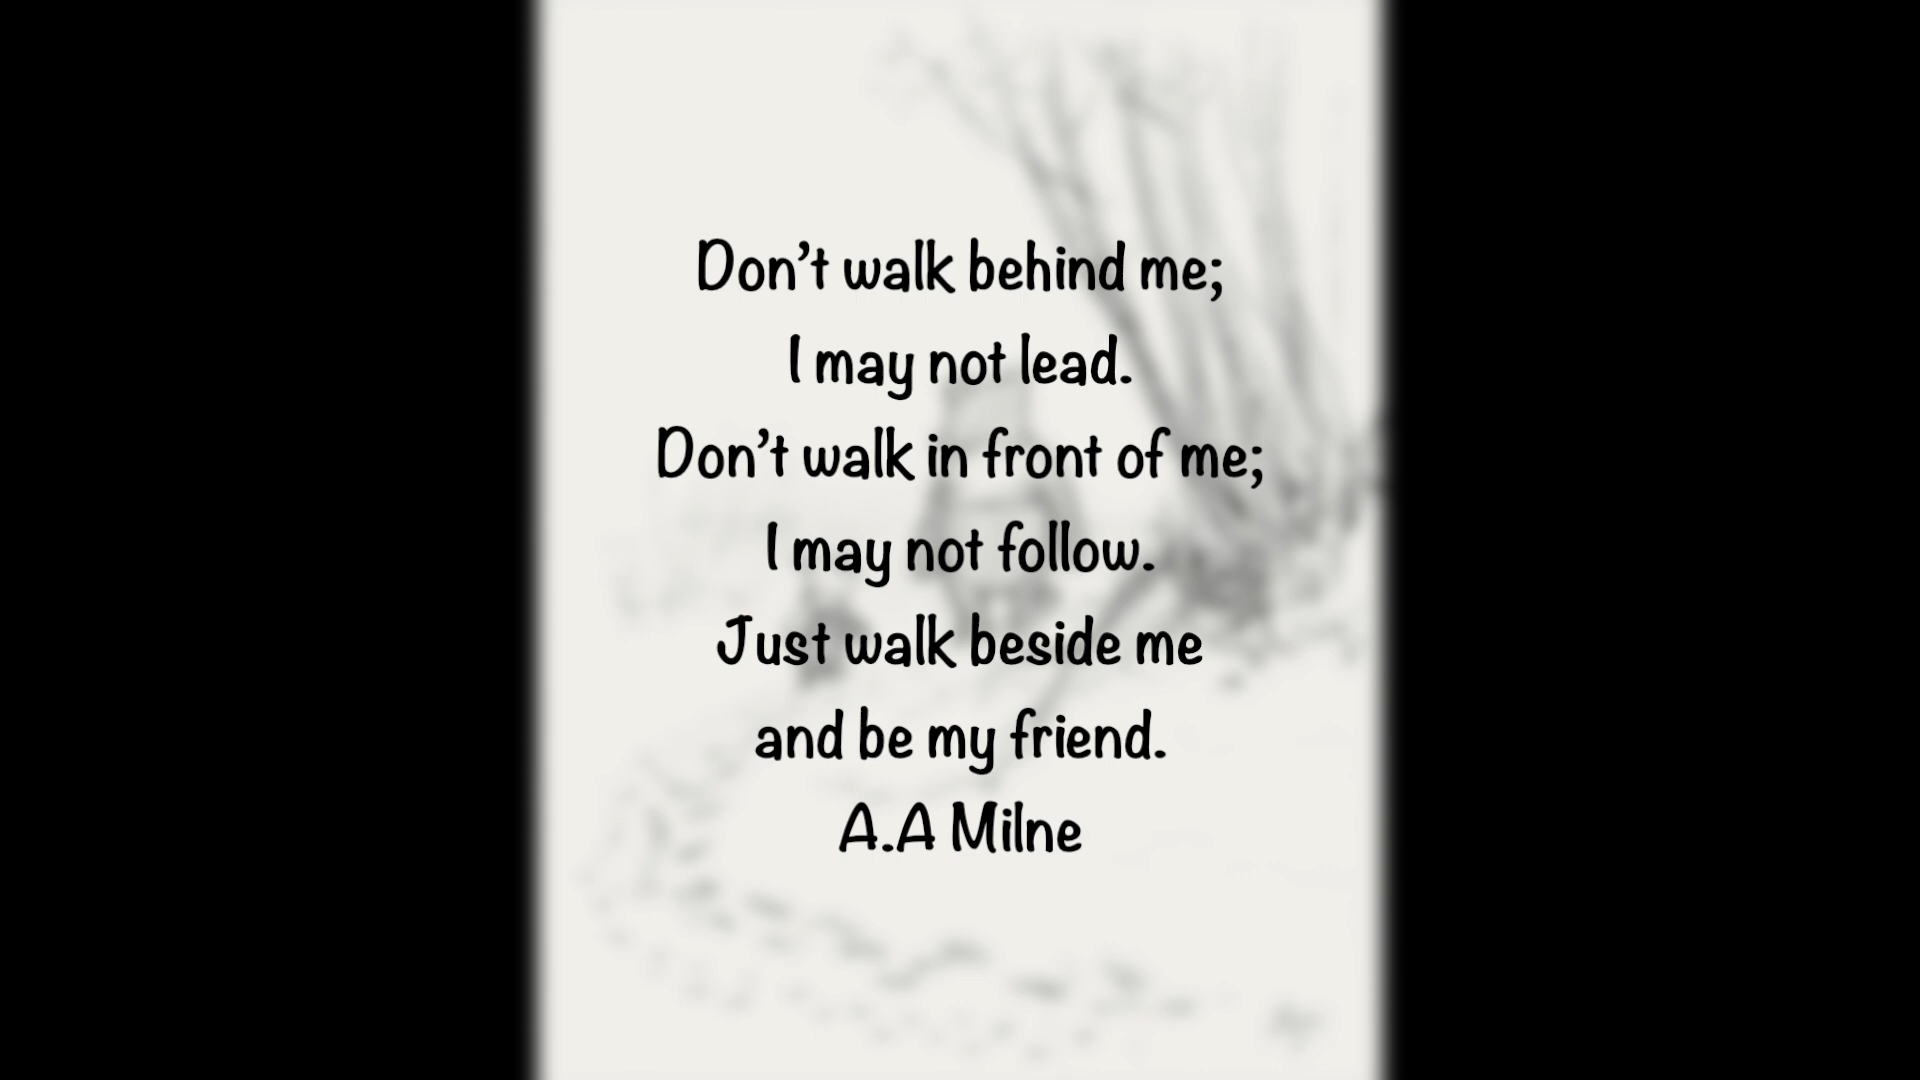 Don’t walk behind me;
I may not lead.
Don’t walk in front of me;
I may not follow.
Just walk beside me
and be my friend.
A.A Milne